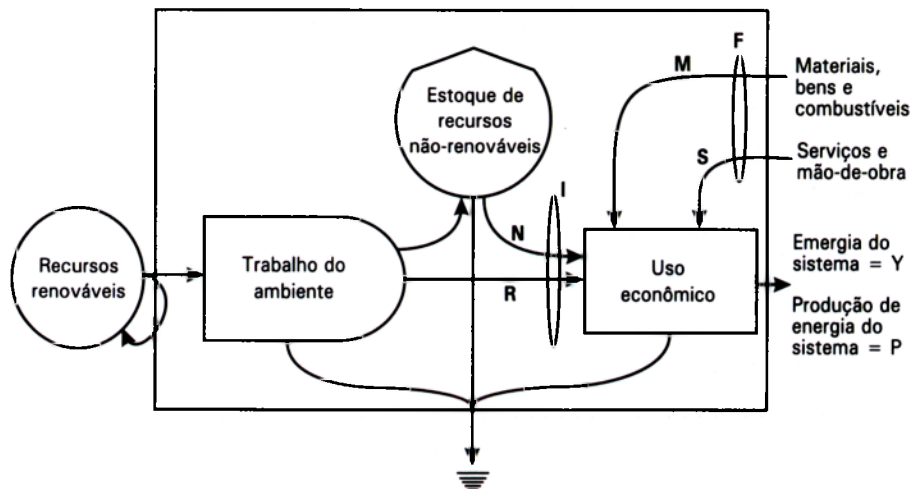 F
M
Materiais,
bens e
combustíveis
Estoque de
recursos
não-renováveis
S
Serviços e
mão-de-obra
I
N
Recursos
renováveis
Trabalho do
ambiente
R
Uso
econômico
Emergia do
sistema = Y
Produção de
energia do
sistema = P